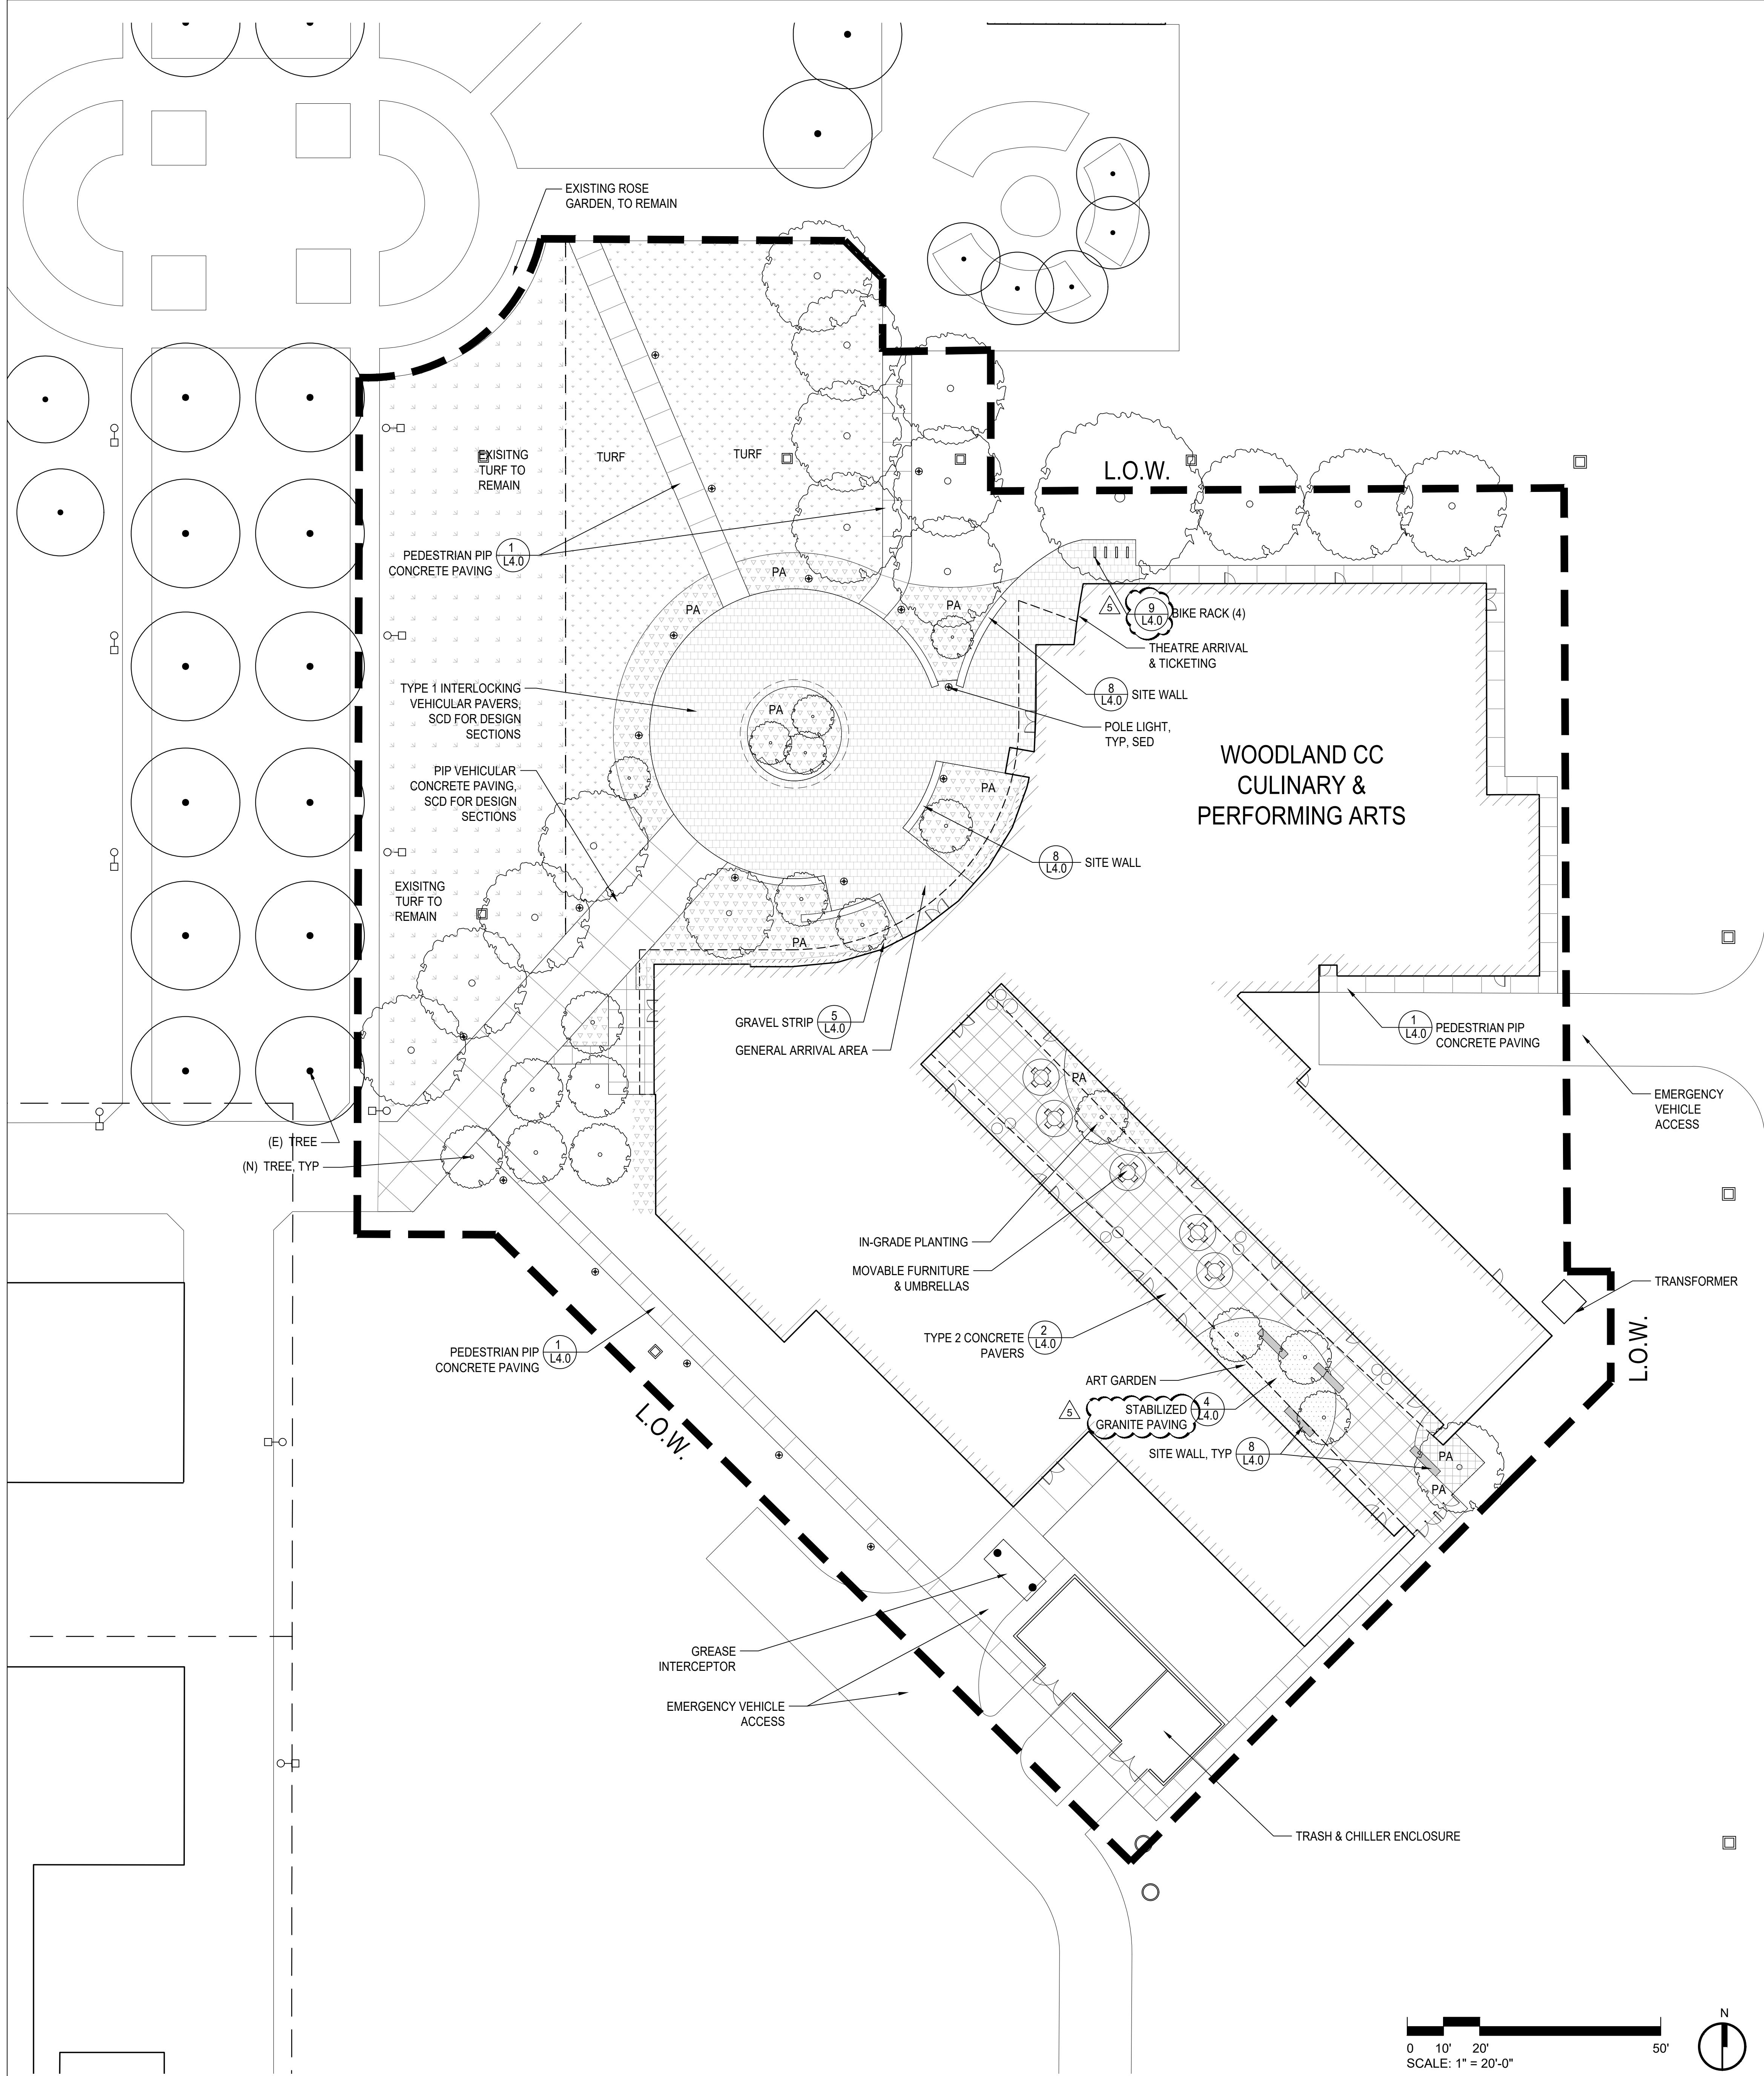 EXISTING ROSE
GARDEN, TO REMAIN
L.O.W.
EXISITNG
TURF TO
REMAIN
TURF
TURF
PEDESTRIAN PIP
CONCRETE PAVING
1
L4.0
PA
PA
PA
5
9
L4.0
BIKE RACK (4)
THEATRE ARRIVAL
& TICKETING
8
L4.0
SITE WALL
POLE LIGHT,
TYP, SED
TYPE 1 INTERLOCKING
VEHICULAR PAVERS,
SCD FOR DESIGN
SECTIONS
PA
WOODLAND CC
CULINARY &
PERFORMING ARTS
PIP VEHICULAR
CONCRETE PAVING,
SCD FOR DESIGN
SECTIONS
PA
8
L4.0
SITE WALL
EXISITNG
TURF TO
REMAIN
PA
GRAVEL STRIP
5
L4.0
GENERAL ARRIVAL AREA
1
L4.0
PEDESTRIAN PIP
CONCRETE PAVING
PA
EMERGENCY
VEHICLE
ACCESS
(E) TREE
(N) TREE, TYP
IN-GRADE PLANTING
MOVABLE FURNITURE
& UMBRELLAS
TRANSFORMER
TYPE 2 CONCRETE
PAVERS
2
L4.0
PEDESTRIAN PIP
CONCRETE PAVING
1
L4.0
L.O.W.
ART GARDEN
5
STABILIZED
GRANITE PAVING
4
L4.0
L.O.W.
SITE WALL, TYP
8
L4.0
PA
PA
GREASE
INTERCEPTOR
EMERGENCY VEHICLE
ACCESS
TRASH & CHILLER ENCLOSURE
N
0 10' 20' 50'
SCALE: 1" = 20'-0"